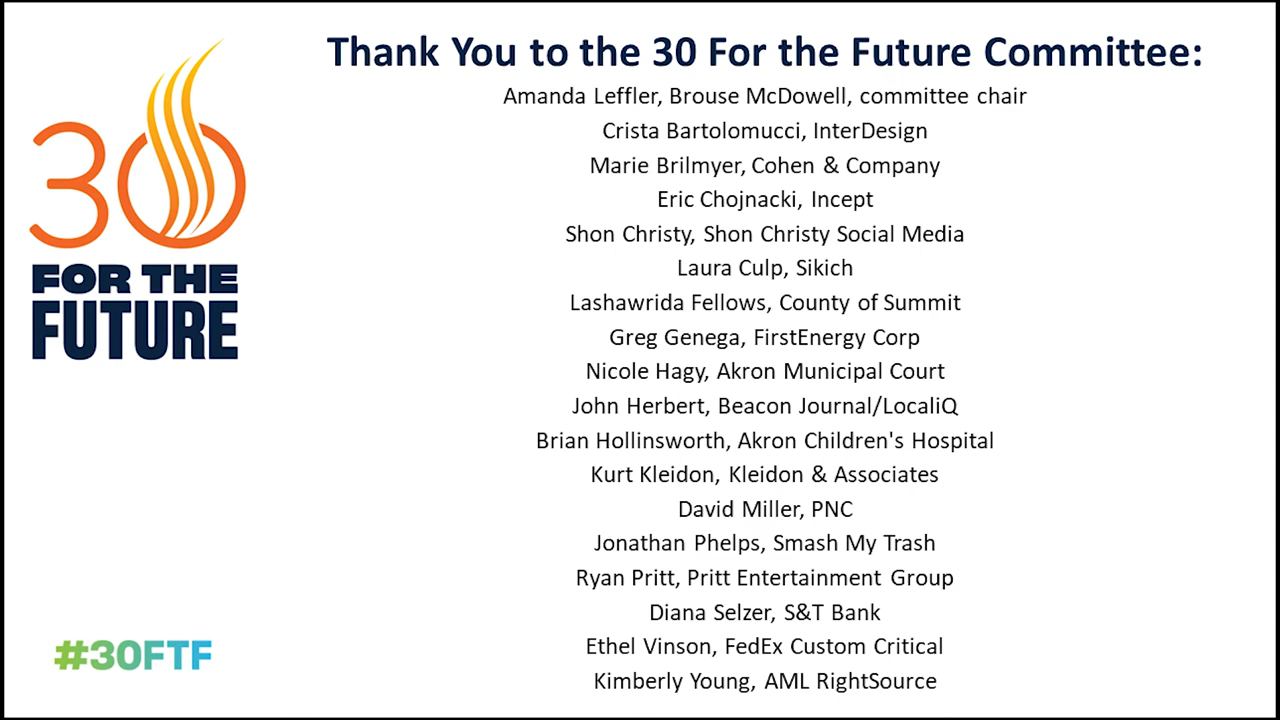 Thank You to the 30 For the Future Committee:
Amanda Leffler, Brouse McDowell, committee chair
Crista Bartolomucci, InterDesign
Marie Brilmyer, Cohen & Company
Eric Chojnacki, Incept
Shon Christy, Shon Christy Social Media
Laura Culp, Sikich
Lashawrida Fellows, County of Summit
Greg Genega, FirstEnergy Corp
Nicole Hagy, Akron Municipal Court
John Herbert, Beacon Journal/LocaliQ
Brian Hollinsworth, Akron Children's Hospital
Kurt Kleidon, Kleidon & Associates
David Miller, PNC
Jonathan Phelps, Smash My Trash
Ryan Pritt, Pritt Entertainment Group
Diana Selzer, S&T Bank
Ethel Vinson, FedEx Custom Critical
Kimberly Young, AML RightSource
30
FOR THE
FUTURE
#30FTF